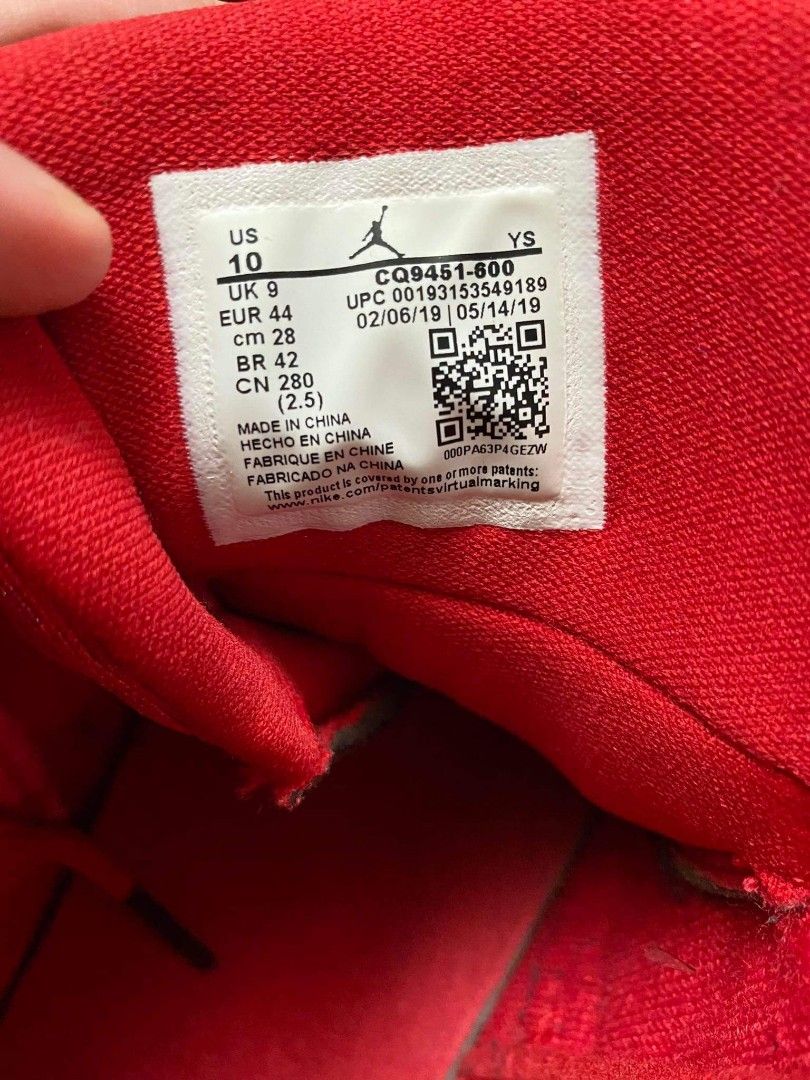 US
10
YS
CQ9451-600
UK 9
UPC 00193153549189
EUR 44
02/06/19 | 05/14/19
cm 28
BR 42
CN 280
(2.5)
000PA63P4GEZW
MADE IN CHINA
HECHO EN CHINA
FABRIQUE EN CHINE
FABRICADO NA CHINA
This product is covered by one or more patents:
www.nike.com/patentsvirtualmarking